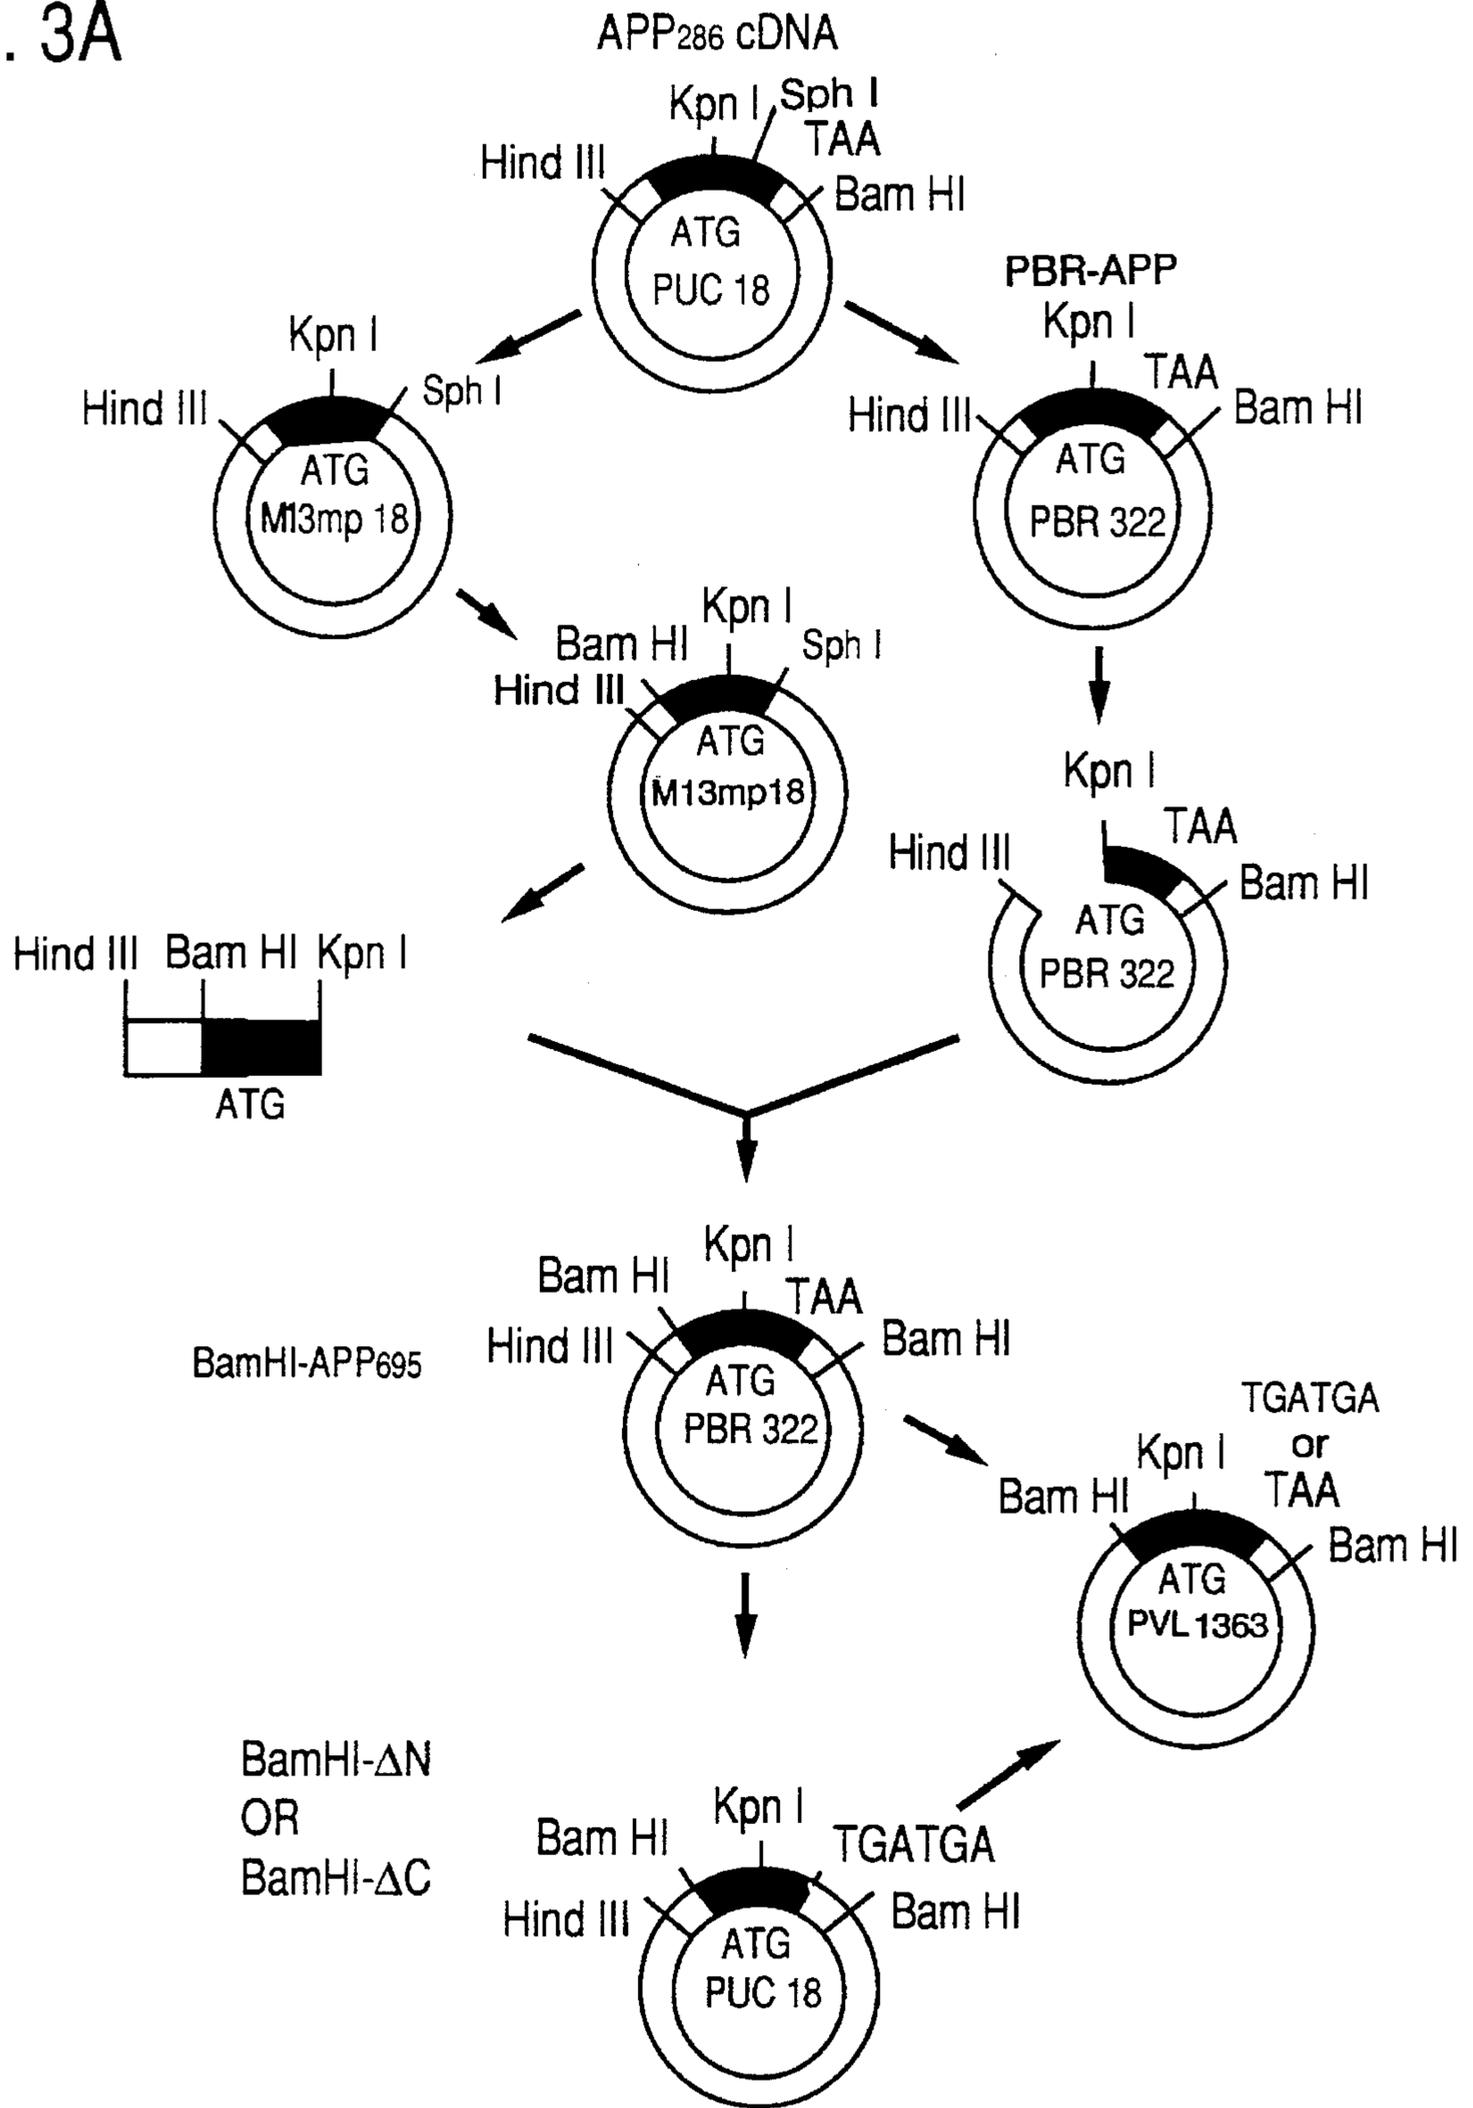 . 3A
APP286 cDNA
Kpn I
Sph I
TAA
Hind III
Bam HI
ATG
PUC 18
PBR-APP
Kpn I
TAA
Hind III
Bam HI
ATG
PBR 322
Kpn I
Hind III
Sph I
ATG
M13mp 18
Kpn I
Bam HI
Sph I
Hind III
ATG
M13mp18
Kpn I
TAA
Hind III
Bam HI
ATG
PBR 322
Hind III Bam HI Kpn I
ATG
Kpn I
Bam HI
TAA
Hind III
Bam HI
BamHI-APP695
ATG
PBR 322
TGATGA
or
TAA
Kpn I
Bam HI
Bam HI
ATG
PVL 1363
BamHI-ΔN
OR
BamHI-ΔC
Kpn I
Bam HI
TGATGA
Hind III
Bam HI
ATG
PUC 18